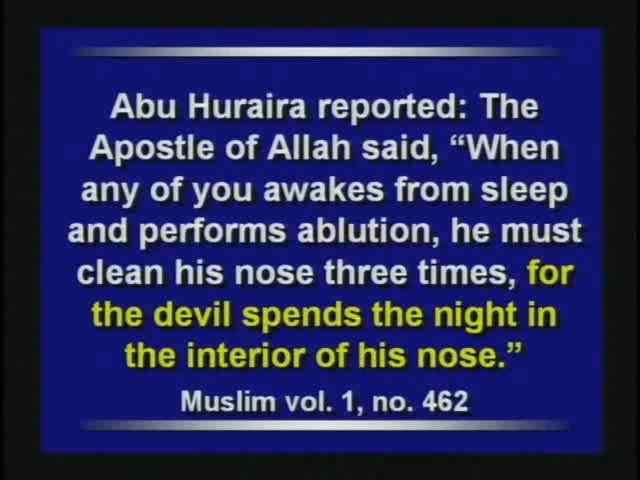 Abu Huraira reported: The
Apostle of Allah said, “When
any of you awakes from sleep
and performs ablution, he must
clean his nose three times, for
the devil spends the night in
the interior of his nose.”
Muslim vol. 1, no. 462